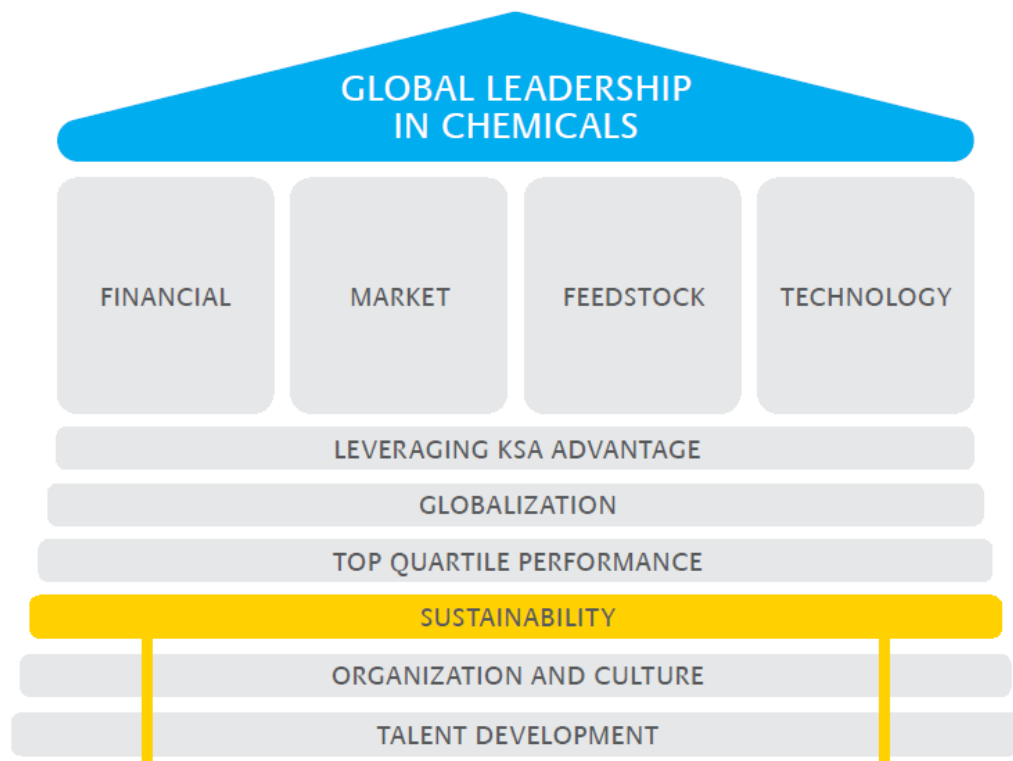 GLOBAL LEADERSHIP
IN CHEMICALS
FINANCIAL
MARKET
FEEDSTOCK
TECHNOLOGY
LEVERAGING KSA ADVANTAGE
GLOBALIZATION
TOP QUARTILE PERFORMANCE
SUSTAINABILITY
ORGANIZATION AND CULTURE
TALENT DEVELOPMENT